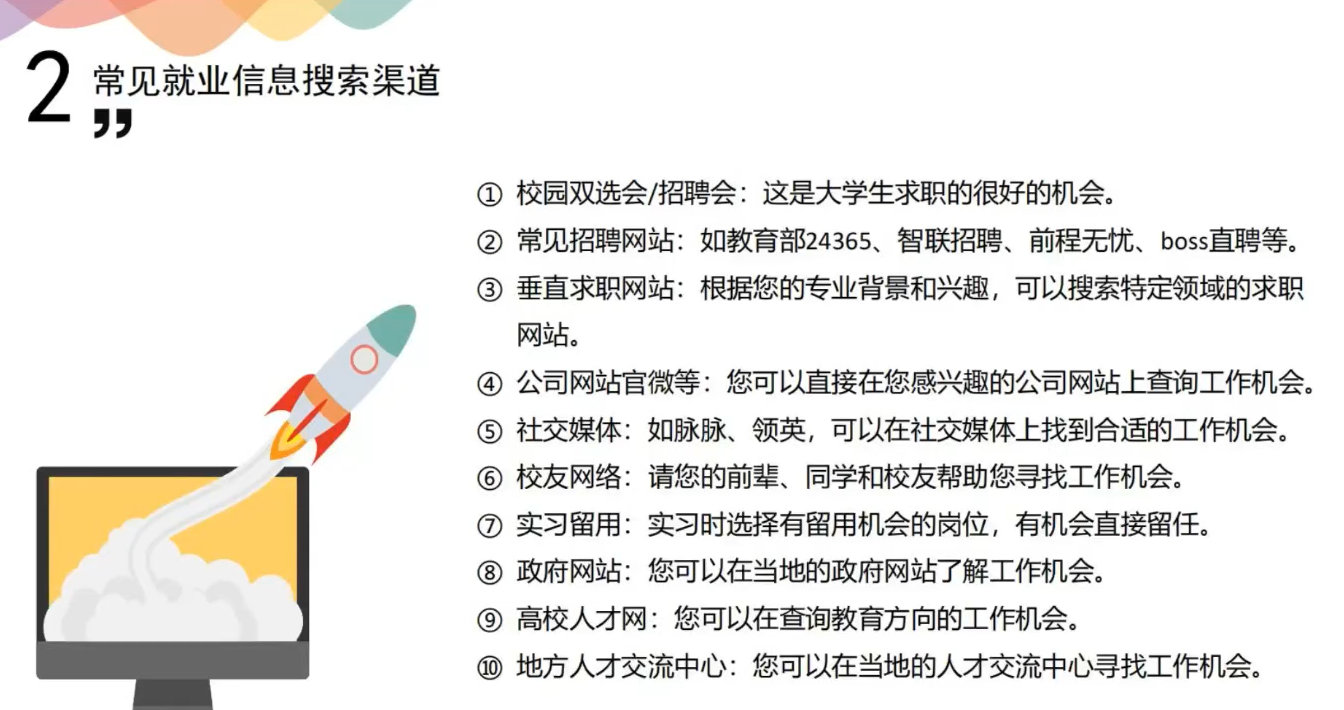 2 常见就业信息搜索渠道
”
① 校园双选会/招聘会：这是大学生求职的很好的机会。
② 常见招聘网站：如教育部24365、智联招聘、前程无忧、boss直聘等。
③ 垂直求职网站：根据您的专业背景和兴趣，可以搜索特定领域的求职
网站。
④ 公司网站官微等：您可以直接在您感兴趣的公司网站上查询工作机会。
⑤ 社交媒体：如脉脉、领英，可以在社交媒体上找到合适的工作机会。
⑥ 校友网络：请您的前辈、同学和校友帮助您寻找工作机会。
⑦ 实习留用：实习时选择有留用机会的岗位，有机会直接留任。
⑧ 政府网站：您可以在当地的政府网站了解工作机会。
⑨ 高校人才网：您可以在查询教育方向的工作机会。
⑩ 地方人才交流中心：您可以在当地的人才交流中心寻找工作机会。